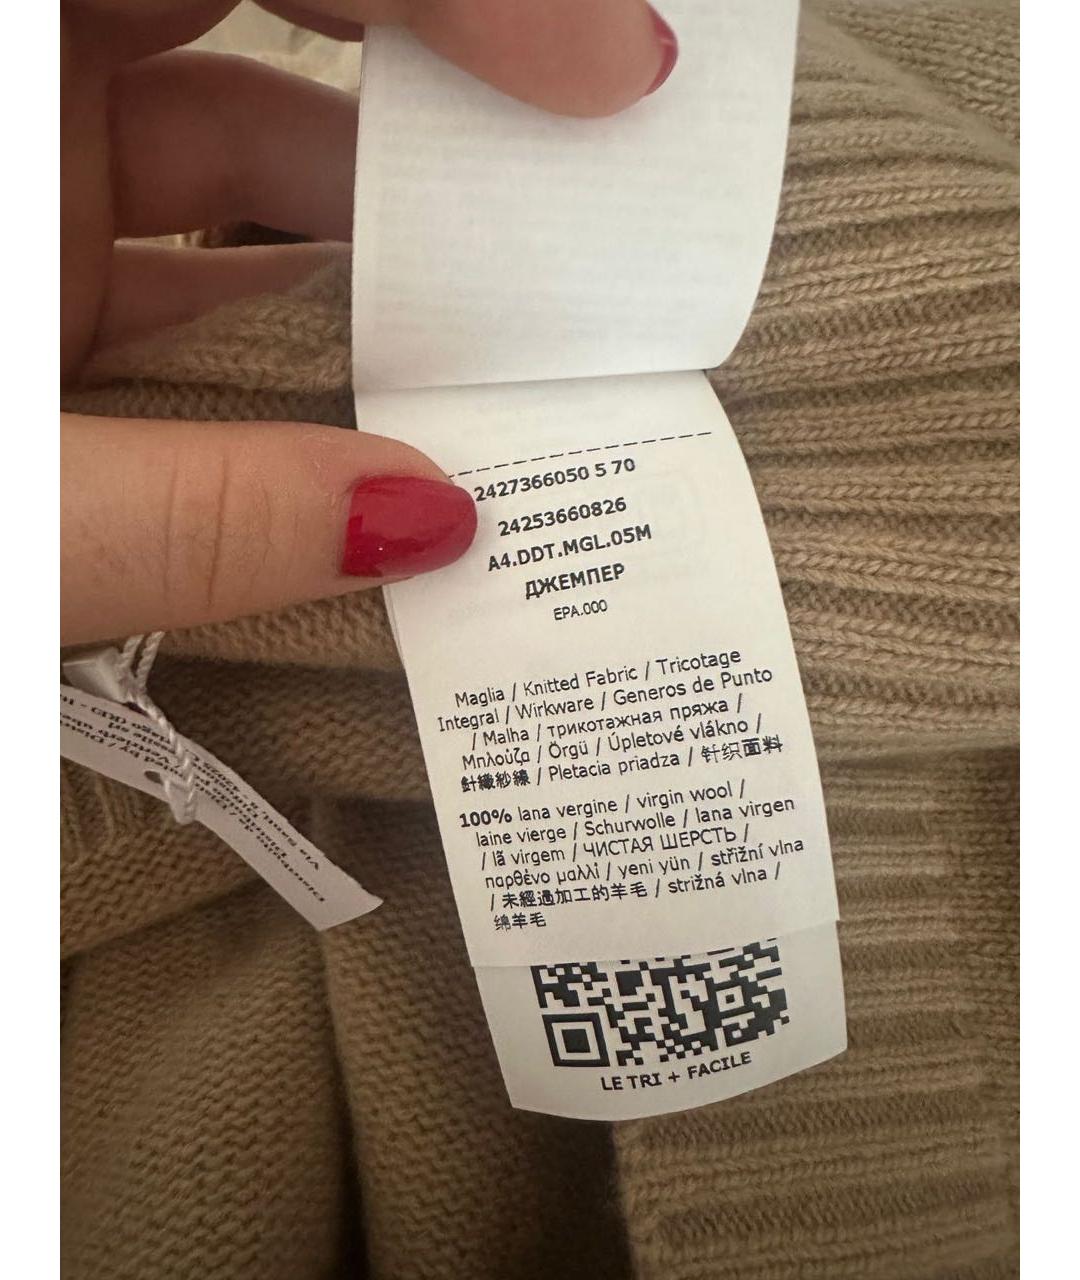 2427366050 5 70
24253660826
A4.DDT.MGL.05M
ДЖЕМПЕР
EPA.000
Maglia / Knitted Fabric / Tricotage
Integral / Wirkware / Generos de Punto
/ Malha / трикотажная пряжа /
Μπλούζα / Örgü / Úpletové vlákno /
針織紗線 / Pletacia priadza / 针织面料
100% lana vergine / virgin wool /
laine vierge / Schurwolle / lana virgen
/ lã virgem / ЧИСТАЯ ШЕРСТЬ /
παρθένο μαλλί / yeni yün / střižní vlna
/ 未經過加工的羊毛 / strižná vlna /
绵羊毛
LE TRI + FACILE